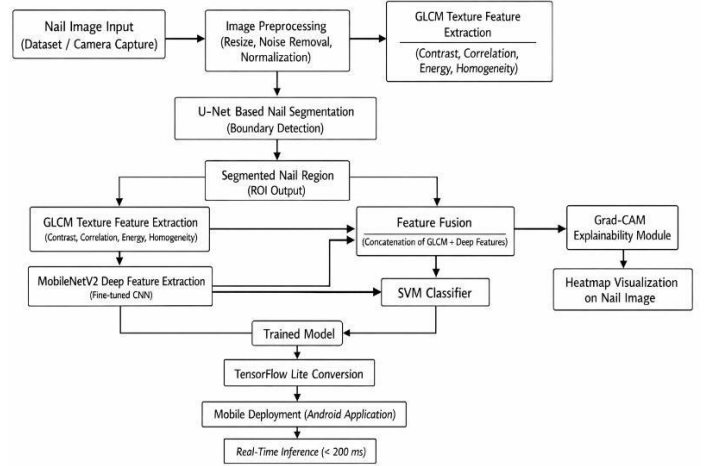 Nail Image Input
(Dataset / Camera Capture)
Image Preprocessing
(Resize, Noise Removal,
Normalization)
GLCM Texture Feature
Extraction
(Contrast, Correlation,
Energy, Homogeneity)
U-Net Based Nail Segmentation
(Boundary Detection)
Segmented Nail Region
(ROI Output)
GLCM Texture Feature Extraction
(Contrast, Correlation, Energy, Homogeneity)
Feature Fusion
(Concatenation of GLCM + Deep Features)
Grad-CAM
Explainability Module
MobileNetV2 Deep Feature Extraction
(Fine-tuned CNN)
SVM Classifier
Heatmap Visualization
on Nail Image
Trained Model
TensorFlow Lite Conversion
Mobile Deployment (Android Application)
Real-Time Inference (< 200 ms)